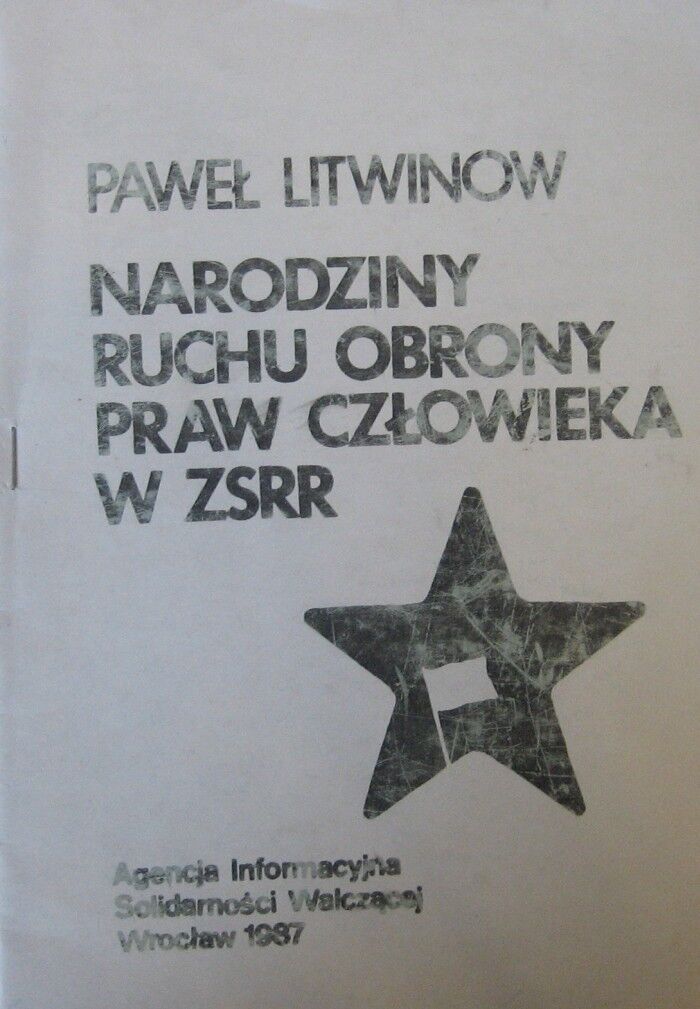 PAWEŁ LITWINOW
NARODZINY
RUCHU OBRONY
PRAW CZŁOWIEKA
W ZSRR
Agencja Informacyjna
Solidarności Walczącej
Wrocław 1987